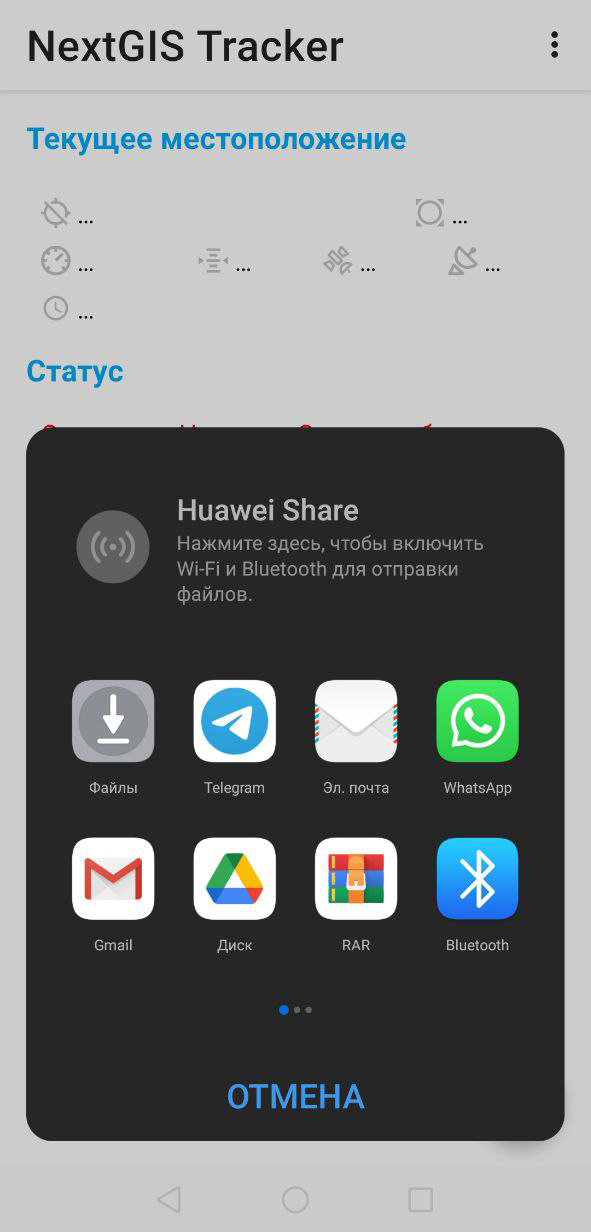 NextGIS Tracker
Текущее местоположение
... ...
... ... ... ...
...
Статус
Huawei Share
Нажмите здесь, чтобы включить
Wi-Fi и Bluetooth для отправки
файлов.
Файлы Telegram Эл. почта WhatsApp
Gmail Диск RAR Bluetooth
ОТМЕНА